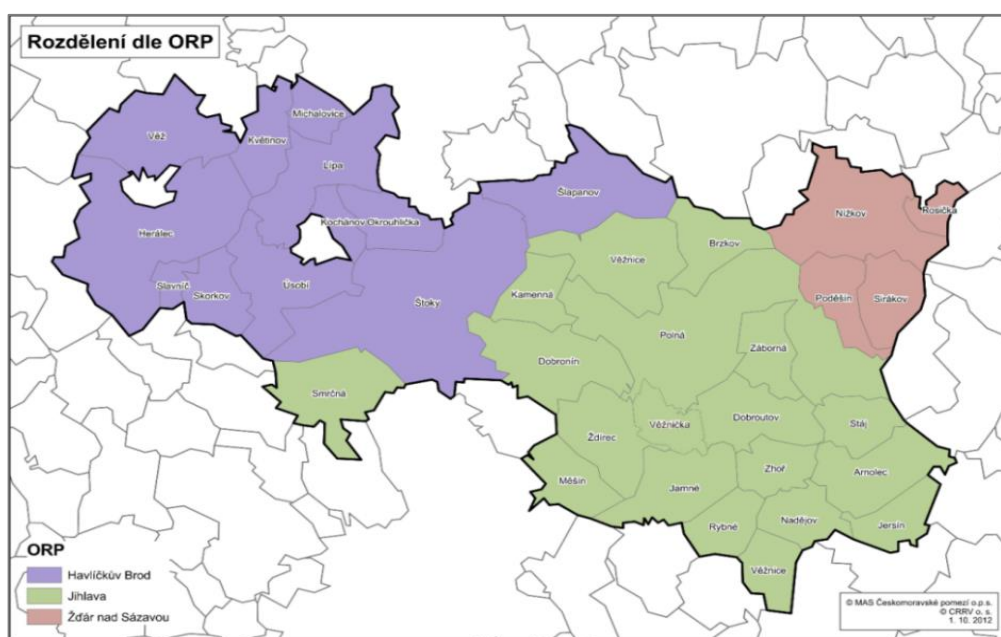 Rozdělení dle ORP
Michalovice
Věž
Květinov
Lípa
Šlapanov
Kochánov Okrouhlička
Nížkov
Rosička
Herálec
Věžnice
Brzkov
Slavníč
Skorkov
Úsobí
Štoky
Kamenná
Poděšín
Sirákov
Polná
Dobronín
Záborná
Smrčná
Věžnička
Dobroutov
Stáj
Ždírec
Zhoř
Arnolec
Měšín
Jamné
Rybné
Nadějov
Jersín
Věžnice
ORP
Havlíčkův Brod
Jihlava
Žďár nad Sázavou
© MAS Českomoravské pomezí o.p.s.
© CRRV o. s.
1. 10. 2012